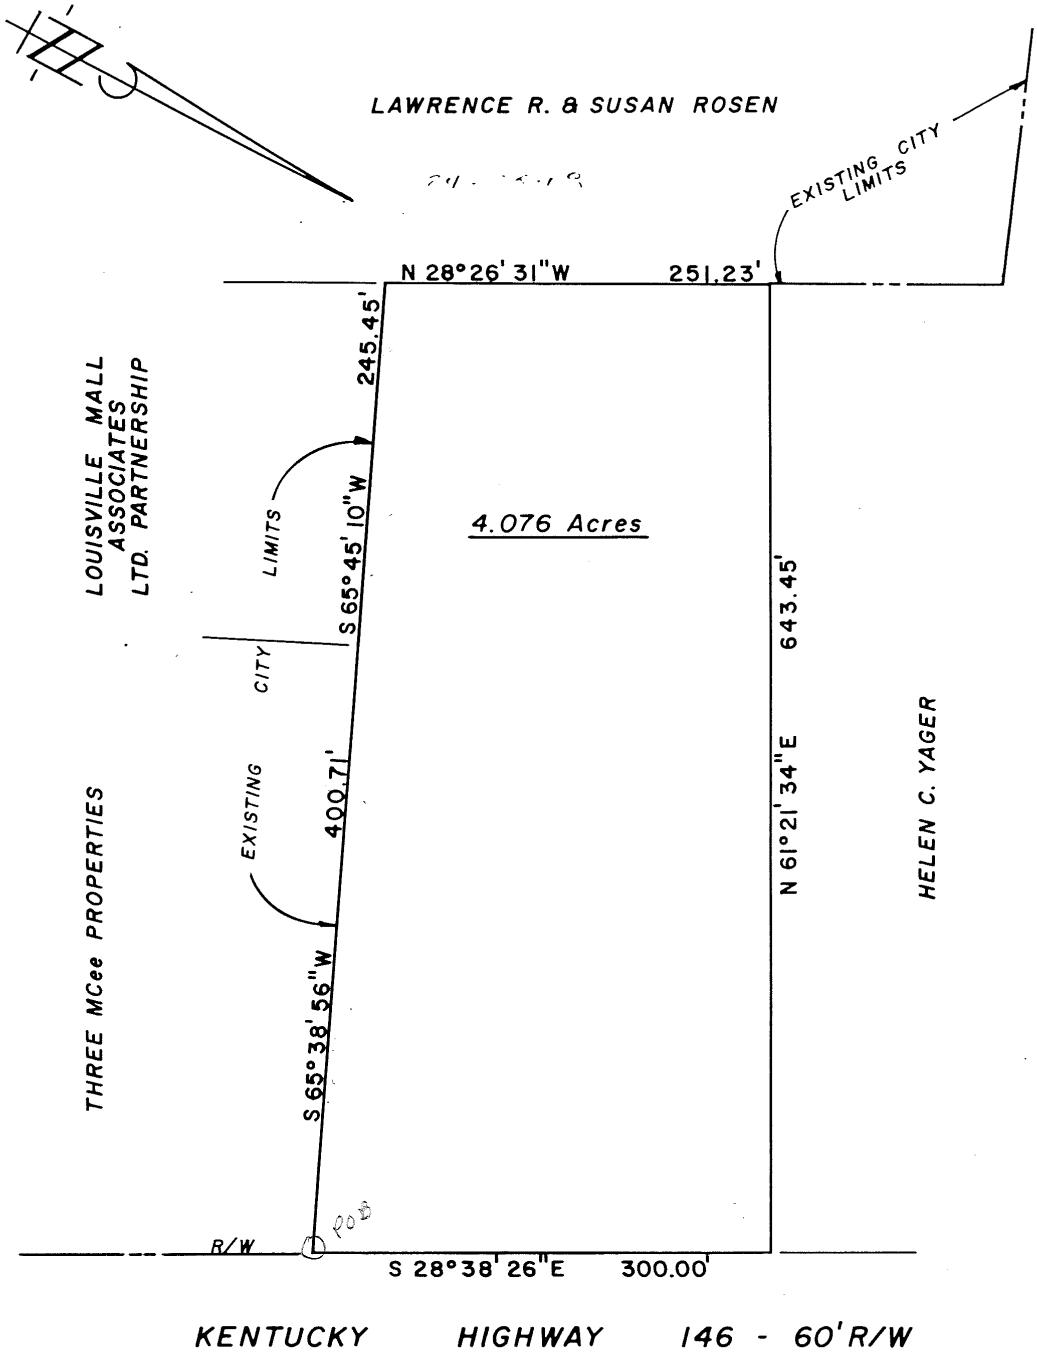 LAWRENCE R. & SUSAN ROSEN
EXISTING CITY
LIMITS
N 28°26'31"W 251.23'
245.45'
S 65°45'10"W
LOUISVILLE MALL
ASSOCIATES
LTD. PARTNERSHIP
4.076 Acres
EXISTING CITY LIMITS
643.45'
N 61°21'34"E
400.71'
S 65°38'56"W
THREE MCee PROPERTIES
HELEN C. YAGER
POB
R/W
S 28°38'26"E 300.00'
KENTUCKY HIGHWAY 146 - 60'R/W